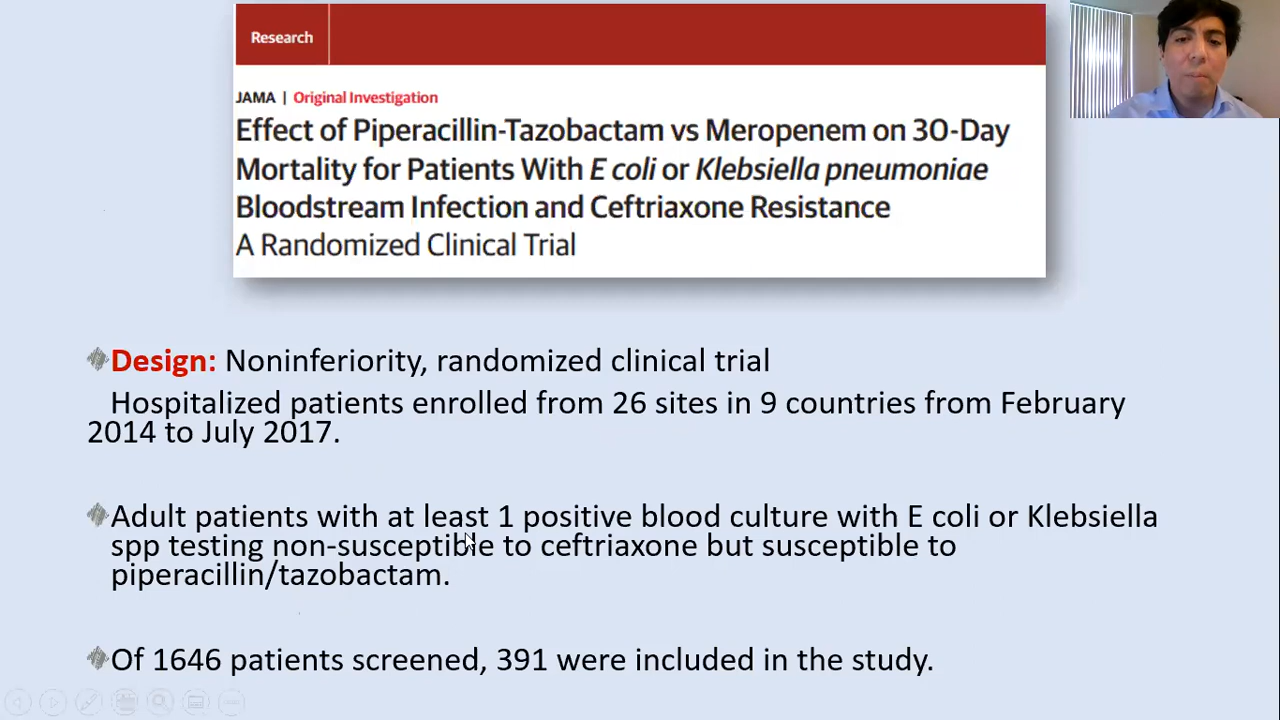 Research
JAMA | Original Investigation
Effect of Piperacillin-Tazobactam vs Meropenem on 30-Day
Mortality for Patients With E coli or Klebsiella pneumoniae
Bloodstream Infection and Ceftriaxone Resistance
A Randomized Clinical Trial
Design: Noninferiority, randomized clinical trial
Hospitalized patients enrolled from 26 sites in 9 countries from February
2014 to July 2017.
Adult patients with at least 1 positive blood culture with E coli or Klebsiella
spp testing non-susceptible to ceftriaxone but susceptible to
piperacillin/tazobactam.
Of 1646 patients screened, 391 were included in the study.